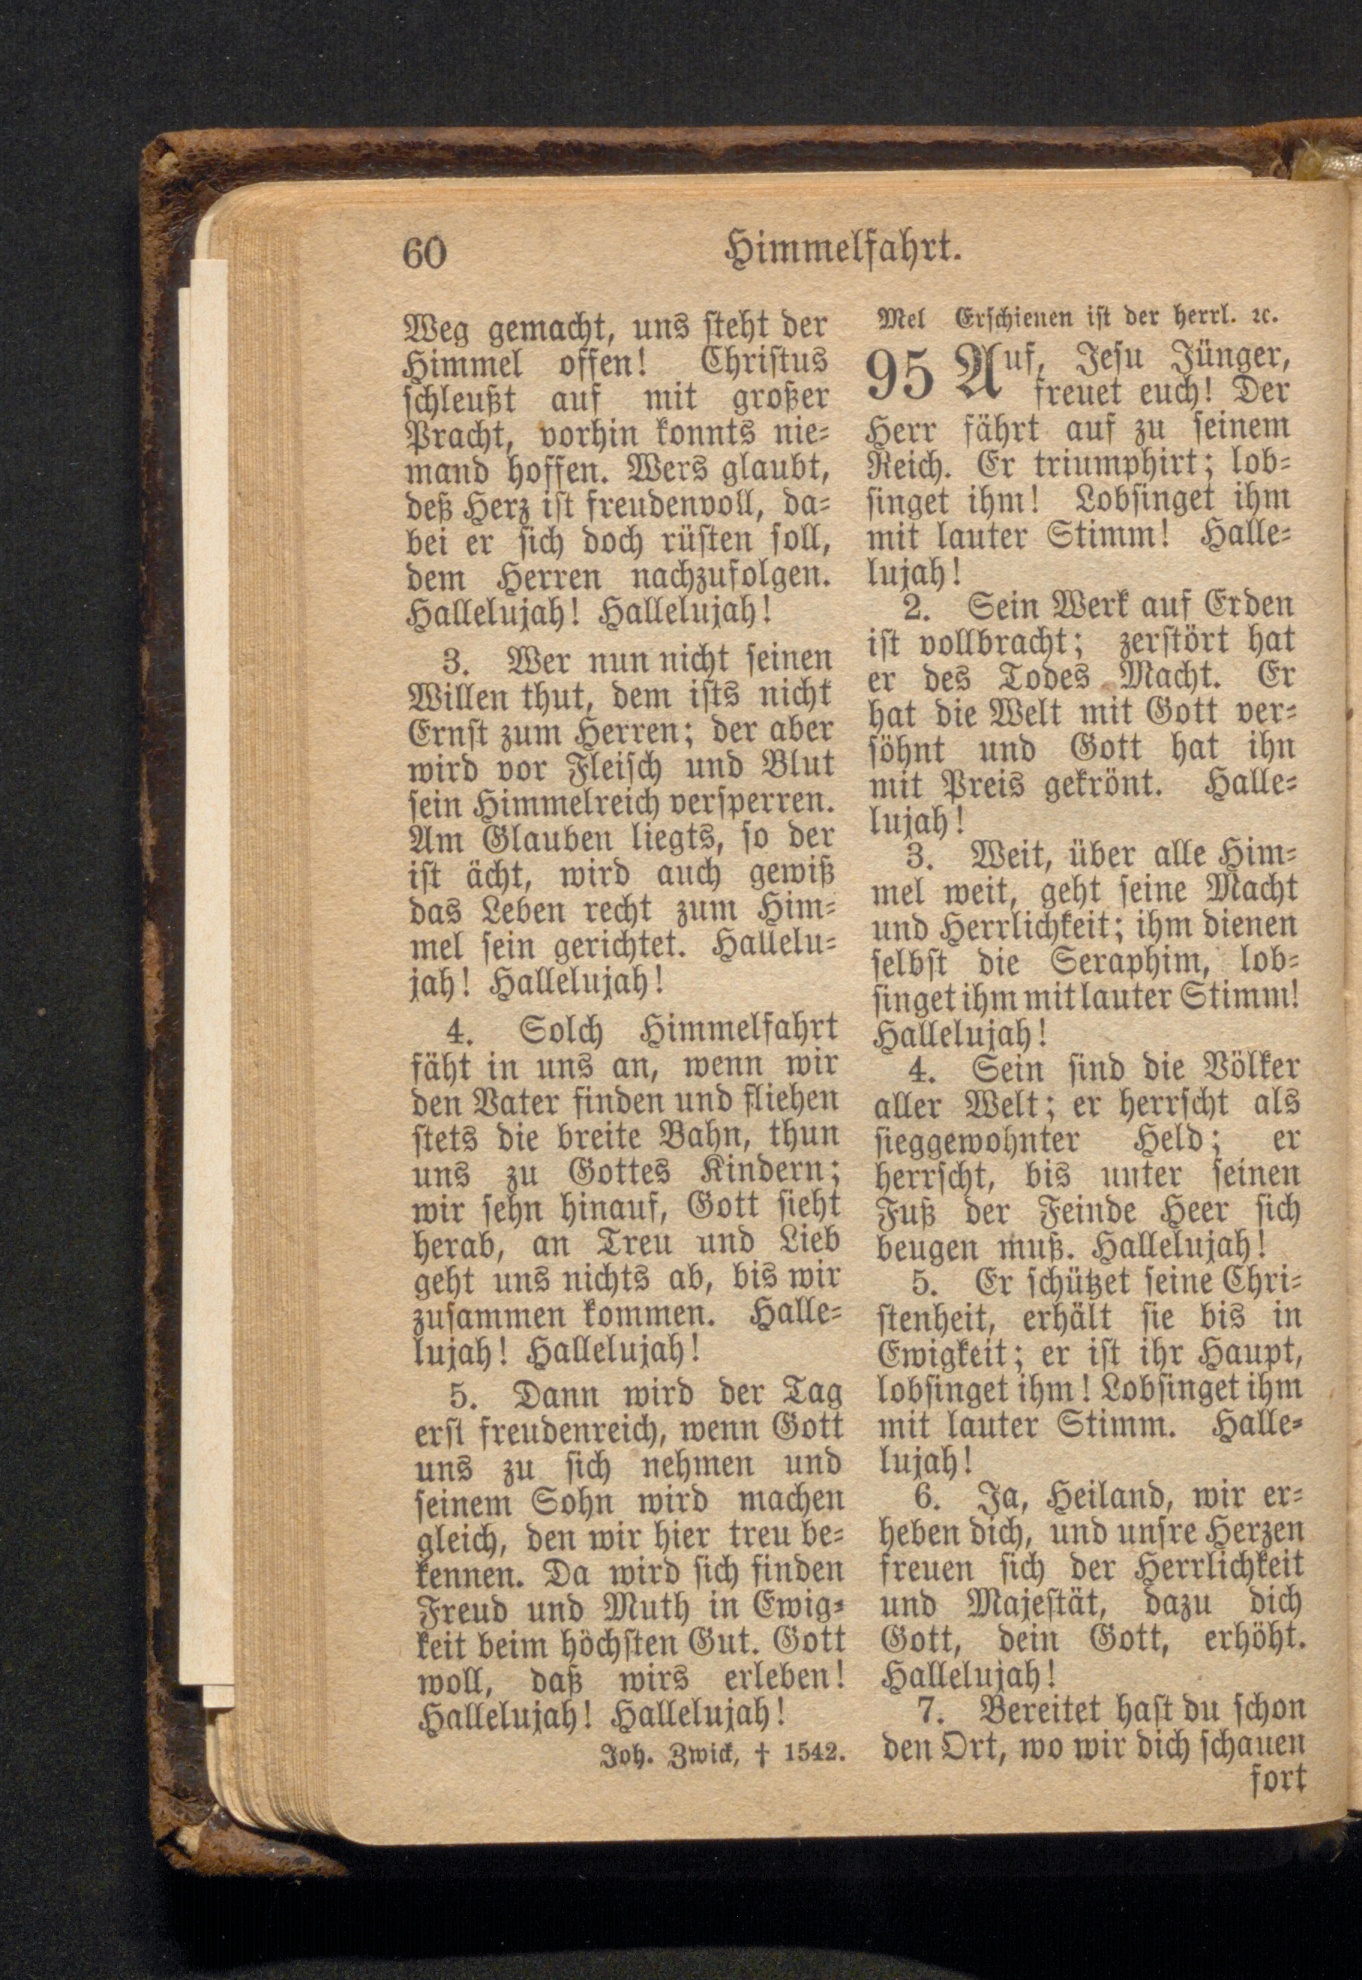 60
Himmelfahrt.
Weg gemacht, uns steht der
Himmel offen! Christus
schleußt auf mit großer
Pracht, vorhin konnts nie-
mand hoffen. Wers glaubt,
deß Herz ist freudenvoll, da-
bei er sich doch rüsten soll,
dem Herren nachzufolgen.
Hallelujah! Hallelujah!
3. Wer nun nicht seinen
Willen thut, dem ists nicht
Ernst zum Herren; der aber
wird vor Fleisch und Blut
sein Himmelreich versperren.
Am Glauben liegts, so der
ist ächt, wird auch gewiß
das Leben recht zum Him-
mel sein gerichtet. Hallelu-
jah! Hallelujah!
4. Solch Himmelfahrt
fäht in uns an, wenn wir
den Vater finden und fliehen
stets die breite Bahn, thun
uns zu Gottes Kindern;
wir sehn hinauf, Gott sieht
herab, an Treu und Lieb
geht uns nichts ab, bis wir
zusammen kommen. Halle-
lujah! Hallelujah!
5. Dann wird der Tag
erst freudenreich, wenn Gott
uns zu sich nehmen und
seinem Sohn wird machen
gleich, den wir hier treu be-
kennen. Da wird sich finden
Freud und Muth in Ewig-
keit beim höchsten Gut. Gott
woll, daß wirs erleben!
Hallelujah! Hallelujah!
Joh. Zwick, † 1542.
Mel Erschienen ist der herrl. ꝛc.
95 Auf, Jesu Jünger,
freuet euch! Der
Herr fährt auf zu seinem
Reich. Er triumphirt; lob-
singet ihm! Lobsinget ihm
mit lauter Stimm! Halle-
lujah!
2. Sein Werk auf Erden
ist vollbracht; zerstört hat
er des Todes Macht. Er
hat die Welt mit Gott ver-
söhnt und Gott hat ihn
mit Preis gekrönt. Halle-
lujah!
3. Weit, über alle Him-
mel weit, geht seine Macht
und Herrlichkeit; ihm dienen
selbst die Seraphim, lob-
singet ihm mit lauter Stimm!
Hallelujah!
4. Sein sind die Völker
aller Welt; er herrscht als
sieggewohnter Held; er
herrscht, bis unter seinen
Fuß der Feinde Heer sich
beugen muß. Hallelujah!
5. Er schützet seine Chri-
stenheit, erhält sie bis in
Ewigkeit; er ist ihr Haupt,
lobsinget ihm! Lobsinget ihm
mit lauter Stimm. Halle-
lujah!
6. Ja, Heiland, wir er-
heben dich, und unsre Herzen
freuen sich der Herrlichkeit
und Majestät, dazu dich
Gott, dein Gott, erhöht.
Hallelujah!
7. Bereitet hast du schon
den Ort, wo wir dich schauen
fort